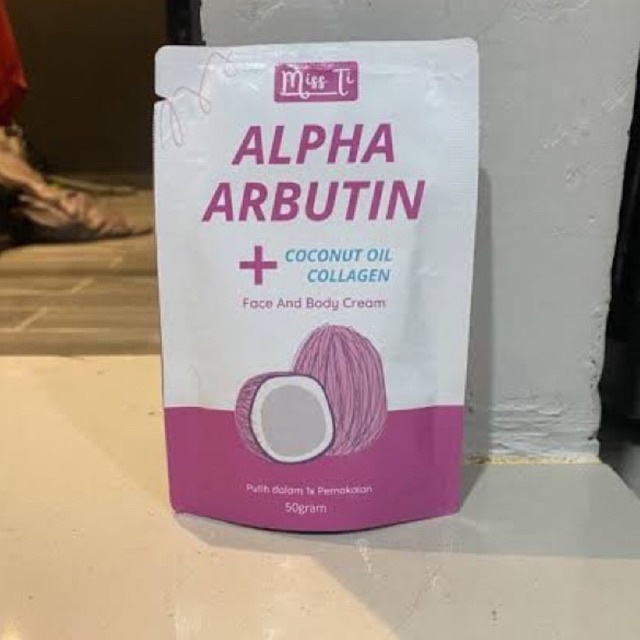 Miss Ti
ALPHA
ARBUTIN
+ COCONUT OIL
COLLAGEN
Face And Body Cream
Putih dalam 1x Pemakaian
50gram